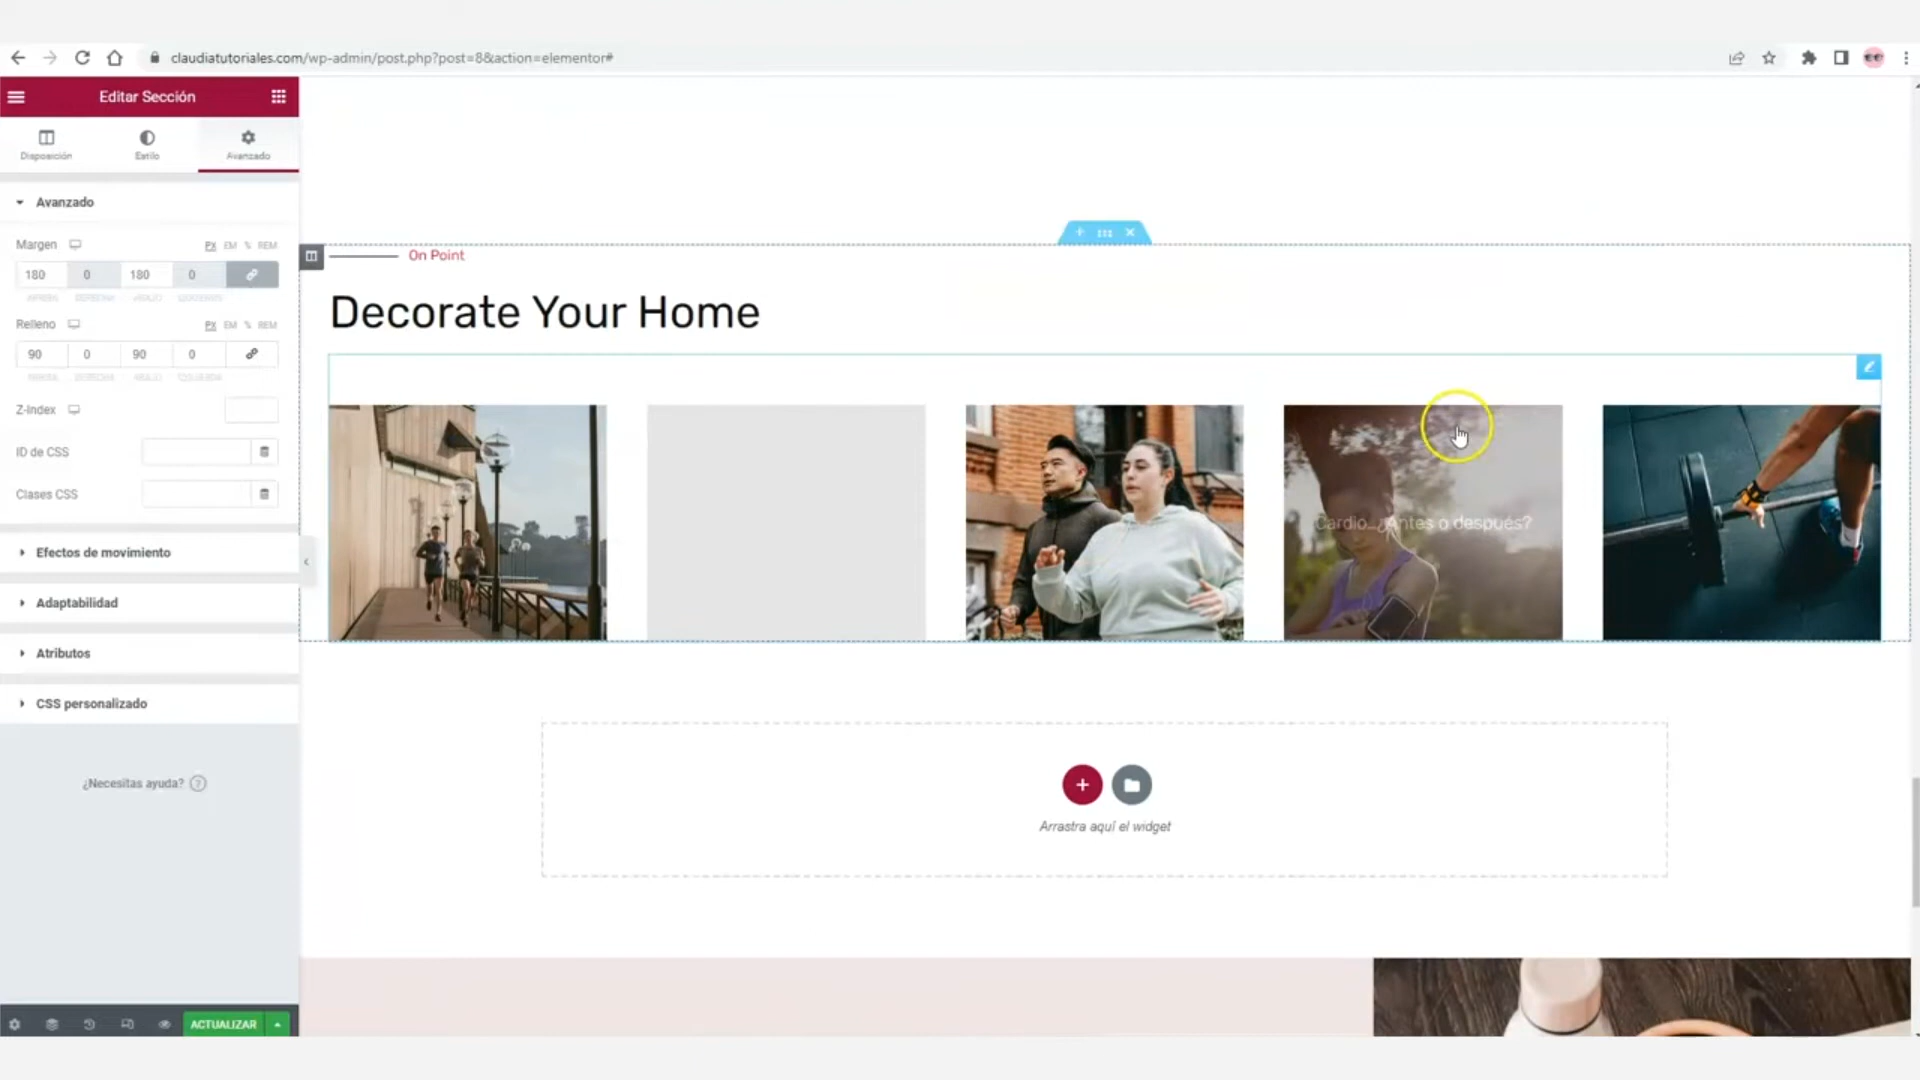 claudiatutoriales.com/wp-admin/post.php?post=8&action=elementor#
Editar Sección
Disposición
Estilo
Avanzado
Avanzado
Margen
PX EM % REM
180 0 180 0
Relleno
PX EM % REM
90 0 90 0
Z-Index
ID de CSS
Clases CSS
Efectos de movimiento
Adaptabilidad
Atributos
CSS personalizado
¿Necesitas ayuda? ?
ACTUALIZAR
On Point
Decorate Your Home
Cardio. ¿Antes o después?
Arrastra aquí el widget